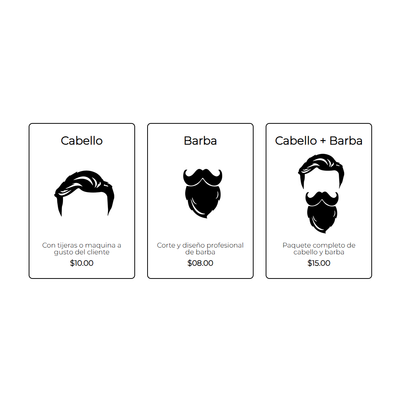 Cabello
Con tijeras o maquina a
gusto del cliente
$10.00
Barba
Corte y diseño profesional
de barba
$08.00
Cabello + Barba
Paquete completo de
cabello y barba
$15.00